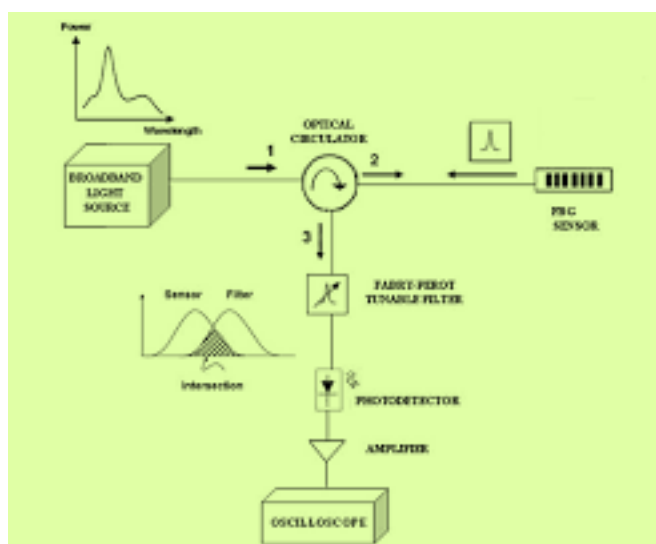 Power
Wavelength
OPTICAL
CIRCULATOR
1
2
BROADBAND
LIGHT
SOURCE
FBG
SENSOR
3
FABRY-PEROT
TUNABLE FILTER
Sensor Filter
Intersection
PHOTODETECTOR
AMPLIFIER
OSCILLOSCOPE